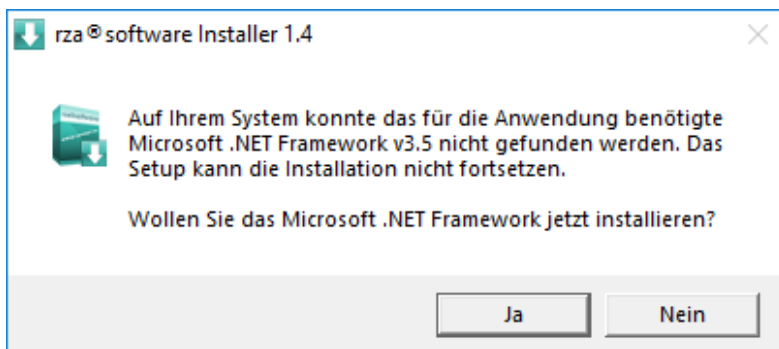 rza®software Installer 1.4
Auf Ihrem System konnte das für die Anwendung benötigte
Microsoft .NET Framework v3.5 nicht gefunden werden. Das
Setup kann die Installation nicht fortsetzen.
Wollen Sie das Microsoft .NET Framework jetzt installieren?
Ja
Nein